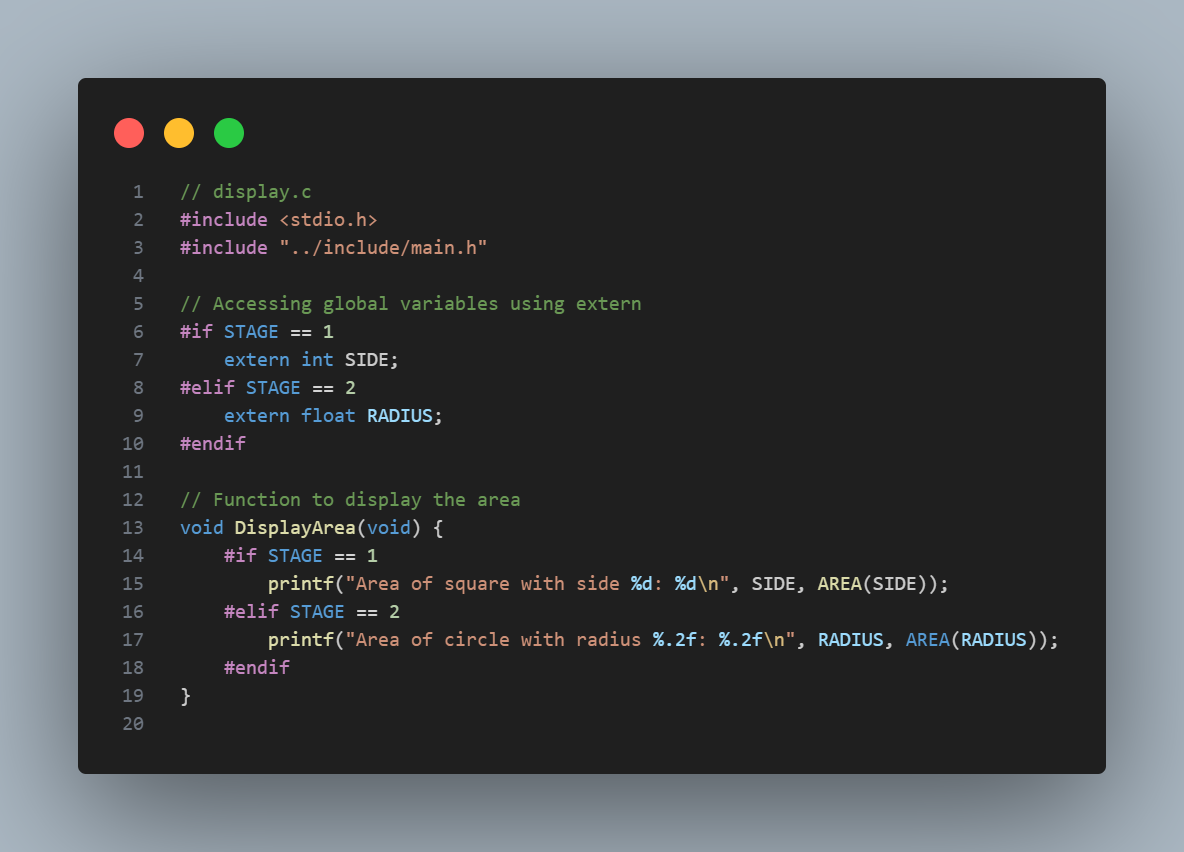 1 // display.c
2 #include <stdio.h>
3 #include "../include/main.h"
4
5 // Accessing global variables using extern
6 #if STAGE == 1
7     extern int SIDE;
8 #elif STAGE == 2
9     extern float RADIUS;
10 #endif
11
12 // Function to display the area
13 void DisplayArea(void) {
14     #if STAGE == 1
15         printf("Area of square with side %d: %d\n", SIDE, AREA(SIDE));
16     #elif STAGE == 2
17         printf("Area of circle with radius %.2f: %.2f\n", RADIUS, AREA(RADIUS));
18     #endif
19 }
20